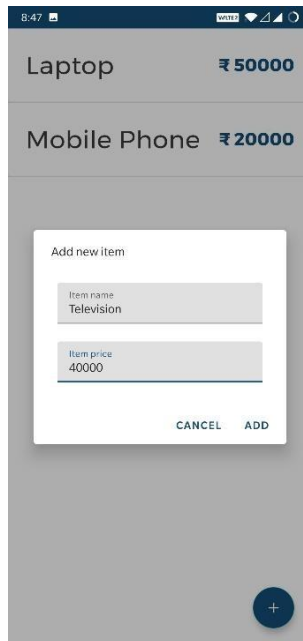 8:47
Laptop ₹ 50000
Mobile Phone ₹ 20000
Add new item
Item name
Television
Item price
40000
CANCEL ADD
+